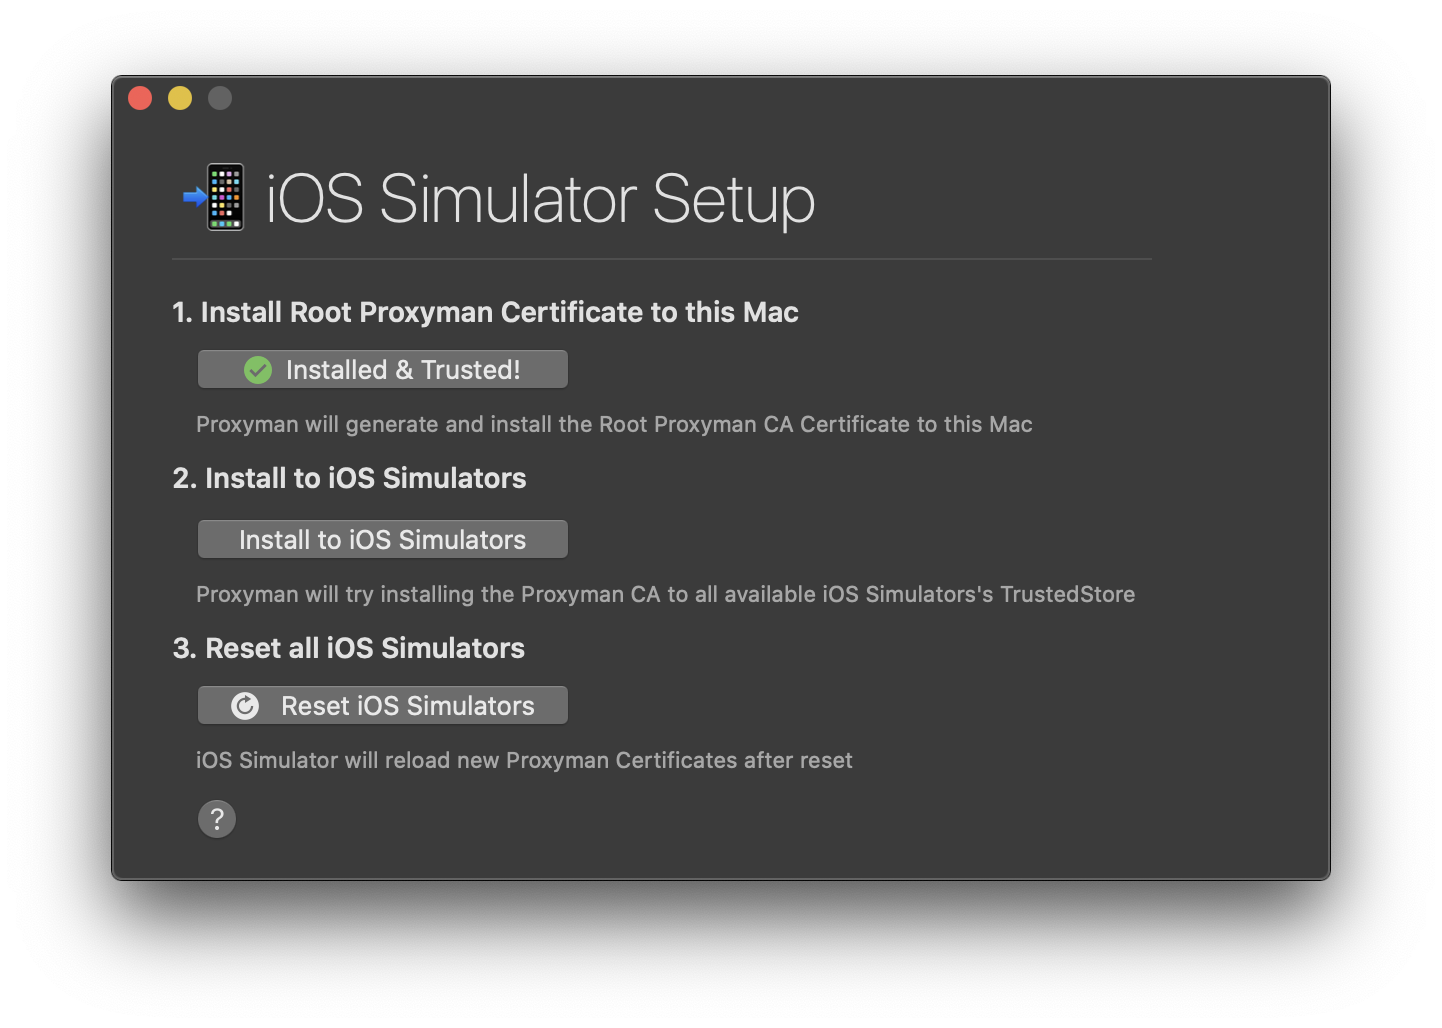 iOS Simulator Setup
1. Install Root Proxyman Certificate to this Mac
Installed & Trusted!
Proxyman will generate and install the Root Proxyman CA Certificate to this Mac
2. Install to iOS Simulators
Install to iOS Simulators
Proxyman will try installing the Proxyman CA to all available iOS Simulators's TrustedStore
3. Reset all iOS Simulators
Reset iOS Simulators
iOS Simulator will reload new Proxyman Certificates after reset
?